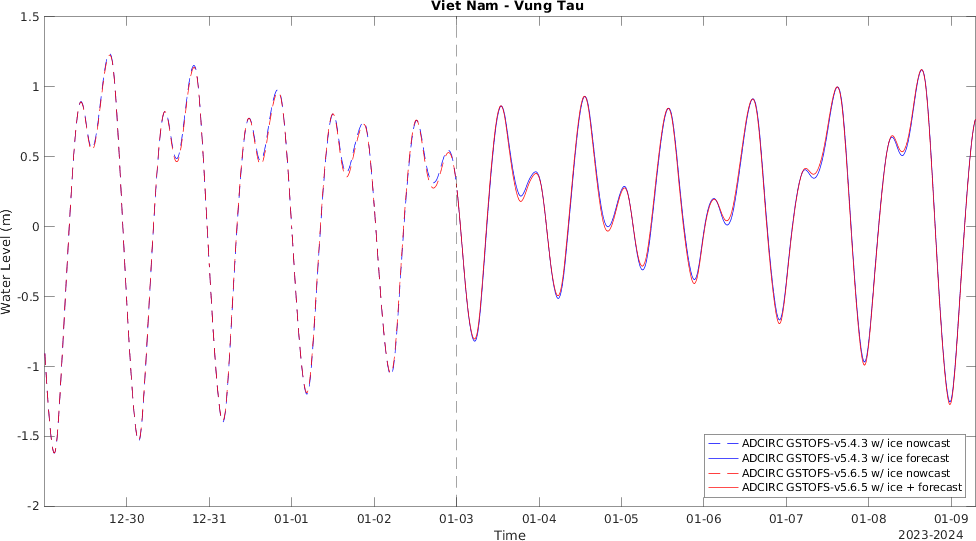 Viet Nam - Vung Tau
Water Level (m)
1.5
1
0.5
0
-0.5
-1
-1.5
-2
ADCIRC GSTOFS-v5.4.3 w/ ice nowcast
ADCIRC GSTOFS-v5.4.3 w/ ice forecast
ADCIRC GSTOFS-v5.6.5 w/ ice nowcast
ADCIRC GSTOFS-v5.6.5 w/ ice + forecast
12-30 12-31 01-01 01-02 01-03 01-04 01-05 01-06 01-07 01-08 01-09
Time
2023-2024